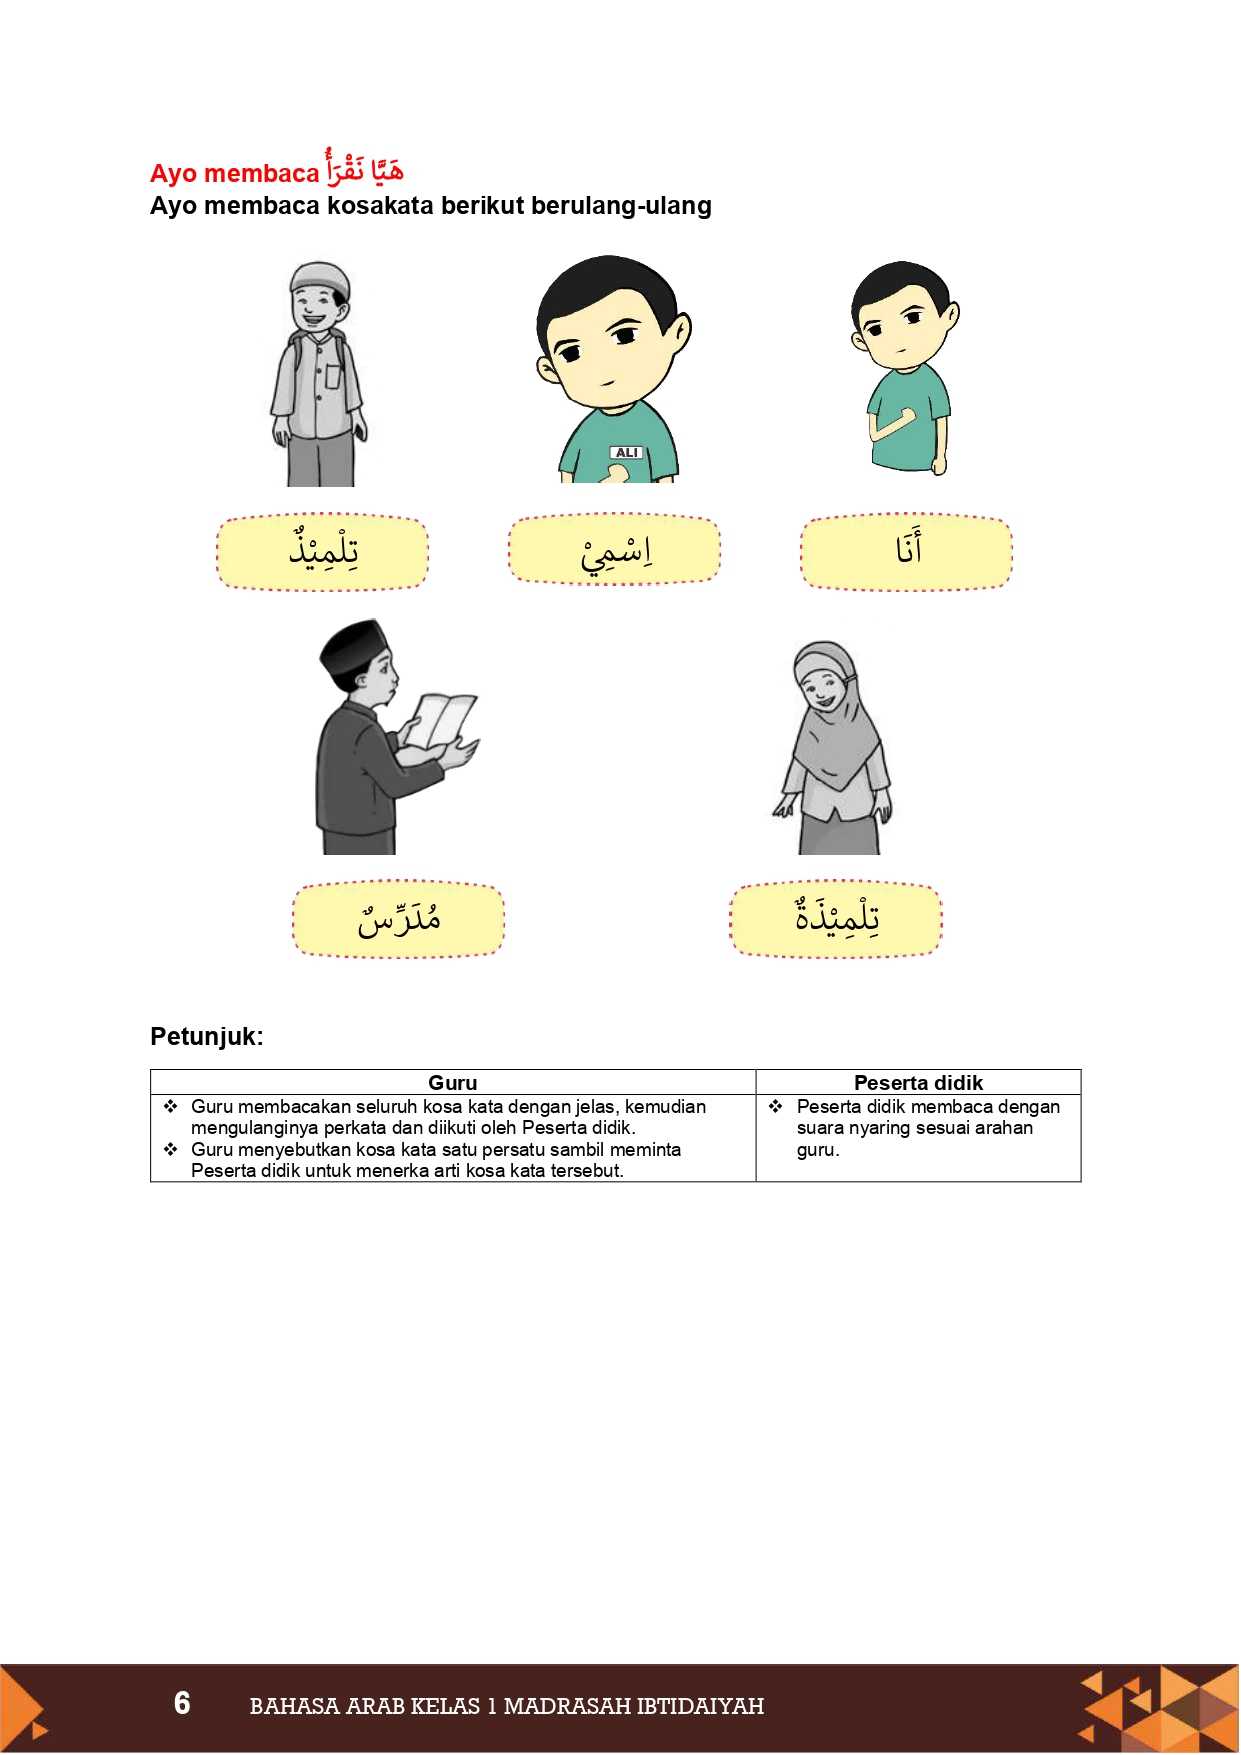 Ayo membaca هَيَّا نَقْرَأُ
Ayo membaca kosakata berikut berulang-ulang
ALI
أَنَا
اِسْمِيْ
تِلْمِيْذٌ
تِلْمِيْذَةٌ
مُدَرِّسٌ
Petunjuk:
Guru
❖ Guru membacakan seluruh kosa kata dengan jelas, kemudian
mengulanginya perkata dan diikuti oleh Peserta didik.
❖ Guru menyebutkan kosa kata satu persatu sambil meminta
Peserta didik untuk menerka arti kosa kata tersebut.
Peserta didik
❖ Peserta didik membaca dengan
suara nyaring sesuai arahan
guru.
6 BAHASA ARAB KELAS 1 MADRASAH IBTIDAIYAH